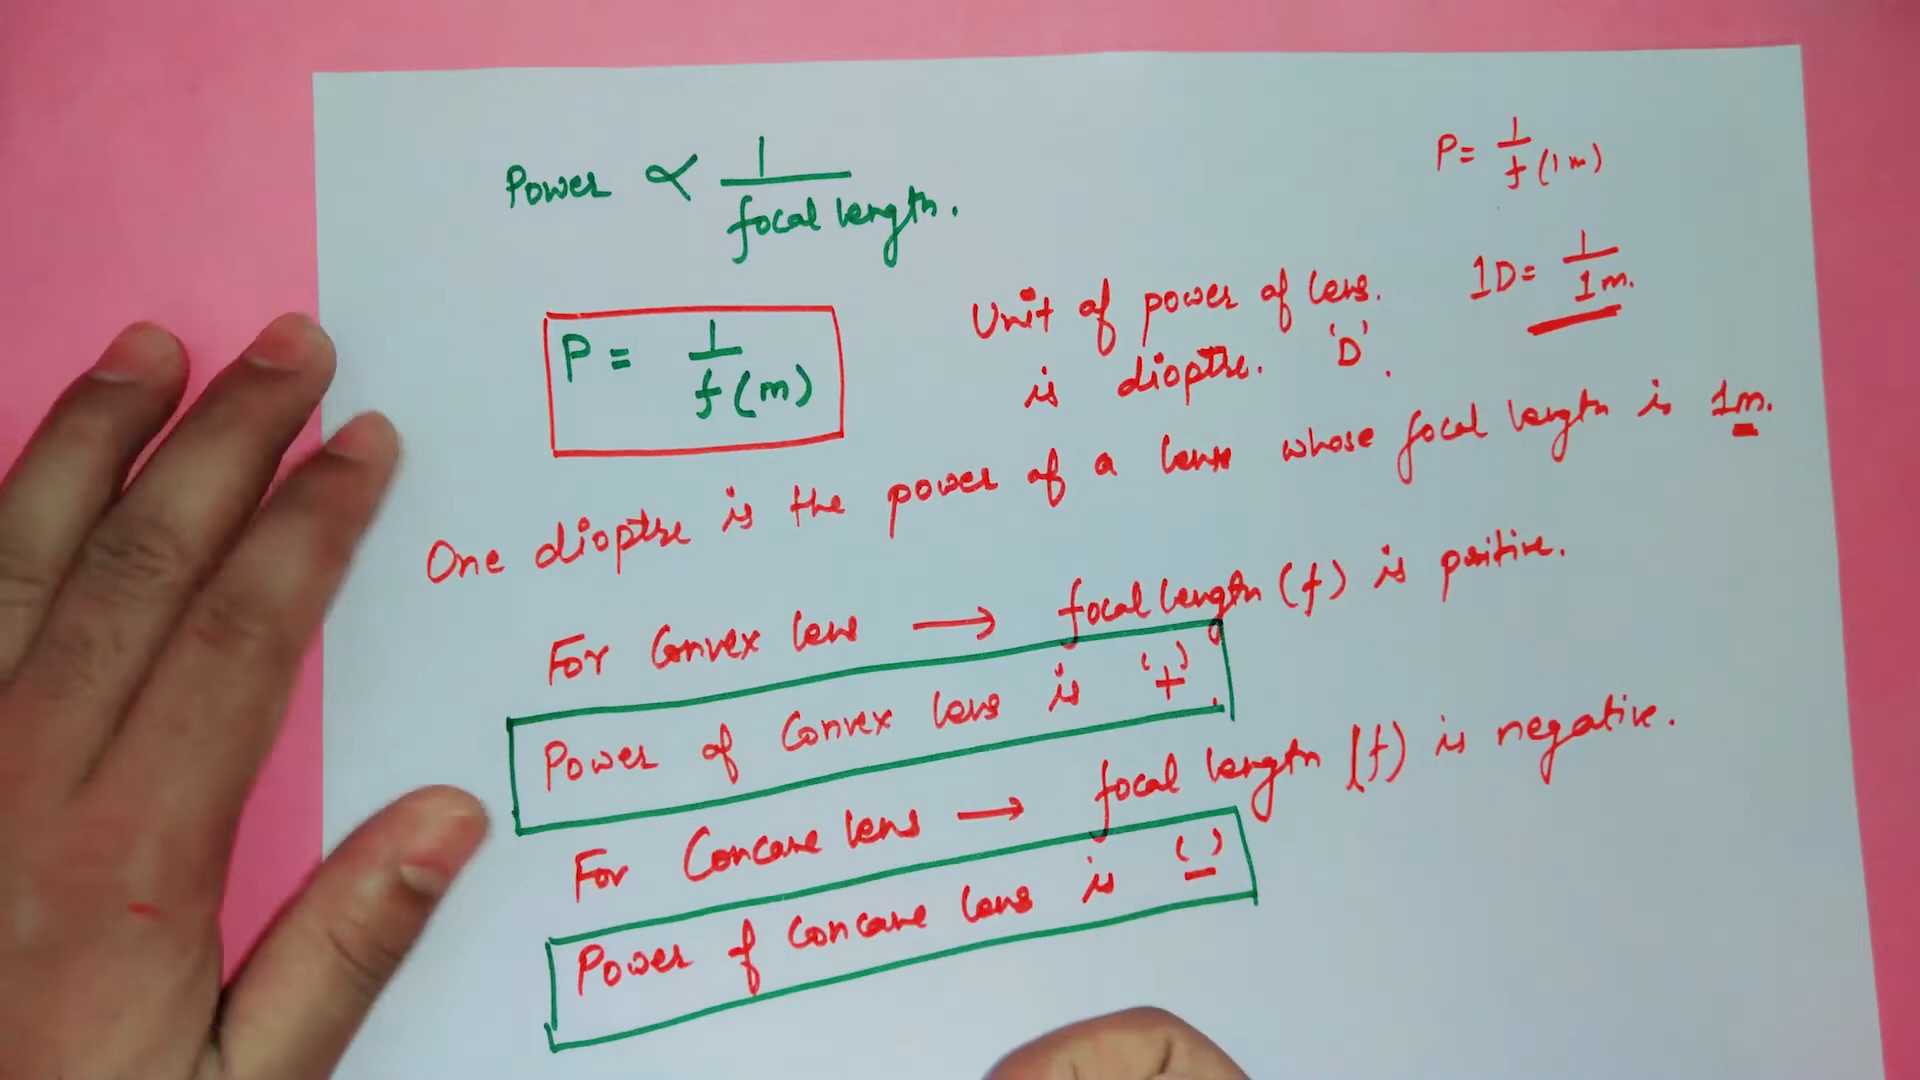 Power ∝ 1/focal length.
P = 1/f (1 m)
1D = 1/1m.
P = 1/f (m)
Unit of power of lens.
is dioptre. 'D'.
One dioptre is the power of a lens whose focal length is 1m.
For Convex lens → focal length (f) is positive.
Power of Convex lens is '+'.
For Concave lens → focal length (f) is negative.
Power of Concave lens is (-)